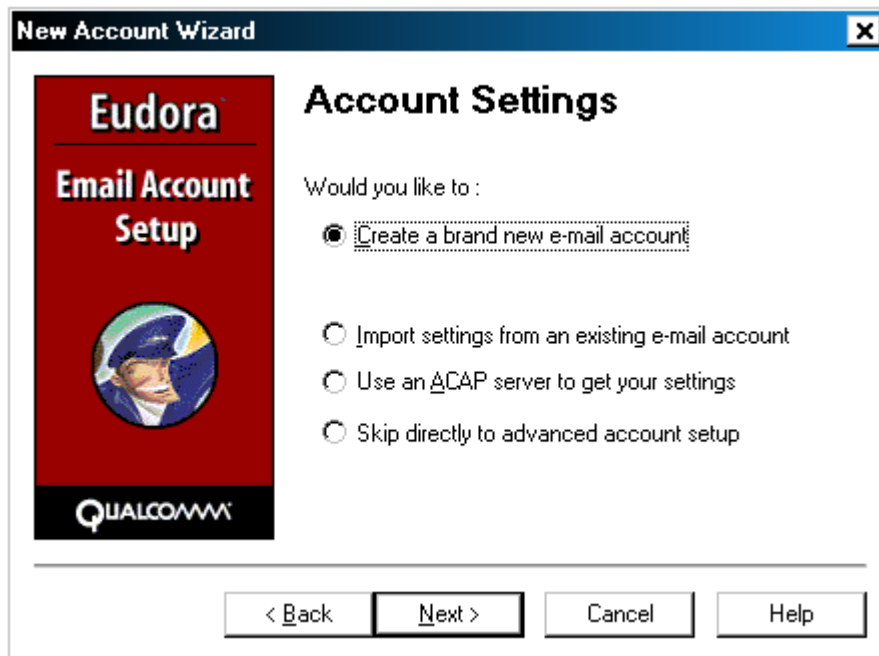 New Account Wizard
Eudora
Email Account
Setup
QUALCOMM
Account Settings
Would you like to :
Create a brand new e-mail account
Import settings from an existing e-mail account
Use an ACAP server to get your settings
Skip directly to advanced account setup
< Back
Next >
Cancel
Help